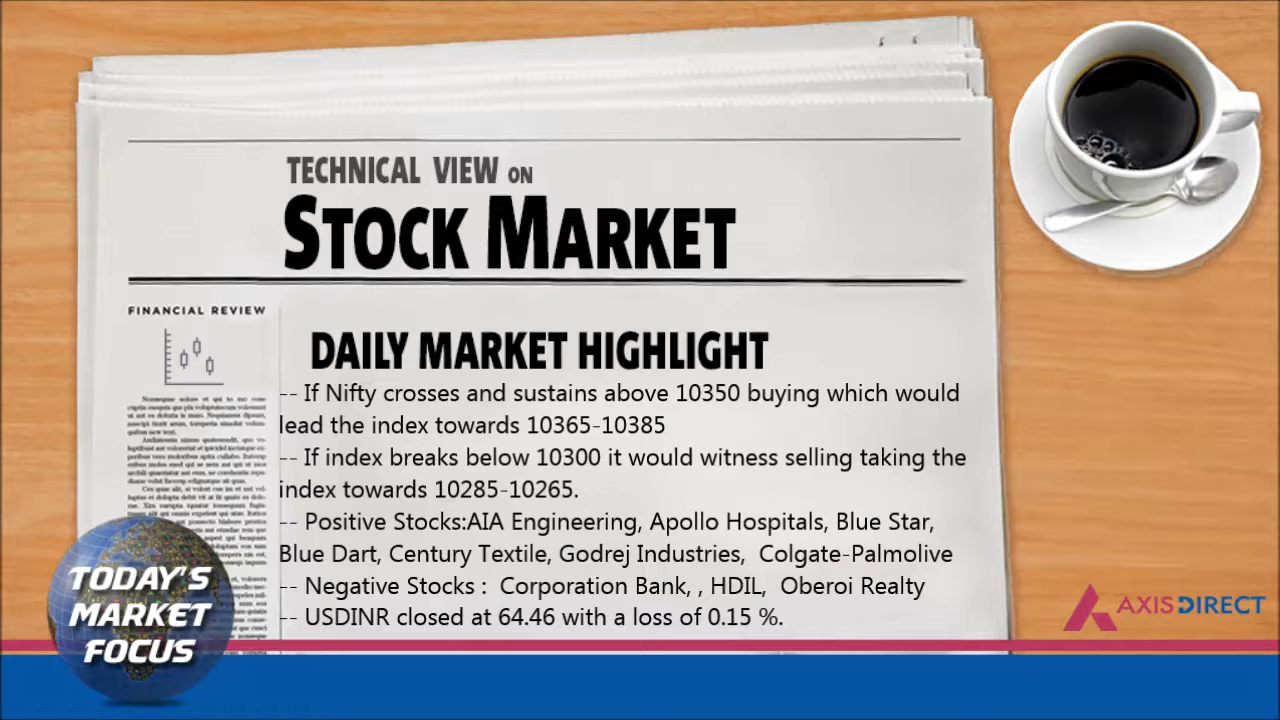 TECHNICAL VIEW ON
STOCK MARKET
FINANCIAL REVIEW
DAILY MARKET HIGHLIGHT
-- If Nifty crosses and sustains above 10350 buying which would
lead the index towards 10365-10385
-- If index breaks below 10300 it would witness selling taking the
index towards 10285-10265.
-- Positive Stocks:AIA Engineering, Apollo Hospitals, Blue Star,
Blue Dart, Century Textile, Godrej Industries,  Colgate-Palmolive
-- Negative Stocks :  Corporation Bank, , HDIL,  Oberoi Realty
-- USDINR closed at 64.46 with a loss of 0.15 %.
TODAY'S
MARKET
FOCUS
AXIS DIRECT